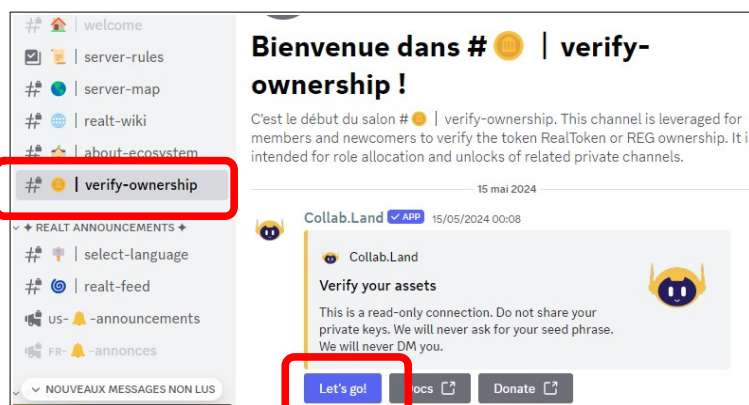 welcome
server-rules
server-map
realt-wiki
about-ecosystem
verify-ownership
✦ REALT ANNOUNCEMENTS ✦
select-language
realt-feed
US- -announcements
FR- -annonces
NOUVEAUX MESSAGES NON LUS
Bienvenue dans # | verify-
ownership !
C'est le début du salon # | verify-ownership. This channel is leveraged for
members and newcomers to verify the token RealToken or REG ownership. It i
intended for role allocation and unlocks of related private channels.
15 mai 2024
Collab.Land ✓ APP 15/05/2024 00:08
Collab.Land
Verify your assets
This is a read-only connection. Do not share your
private keys. We will never ask for your seed phrase.
We will never DM you.
Let's go! Docs Donate